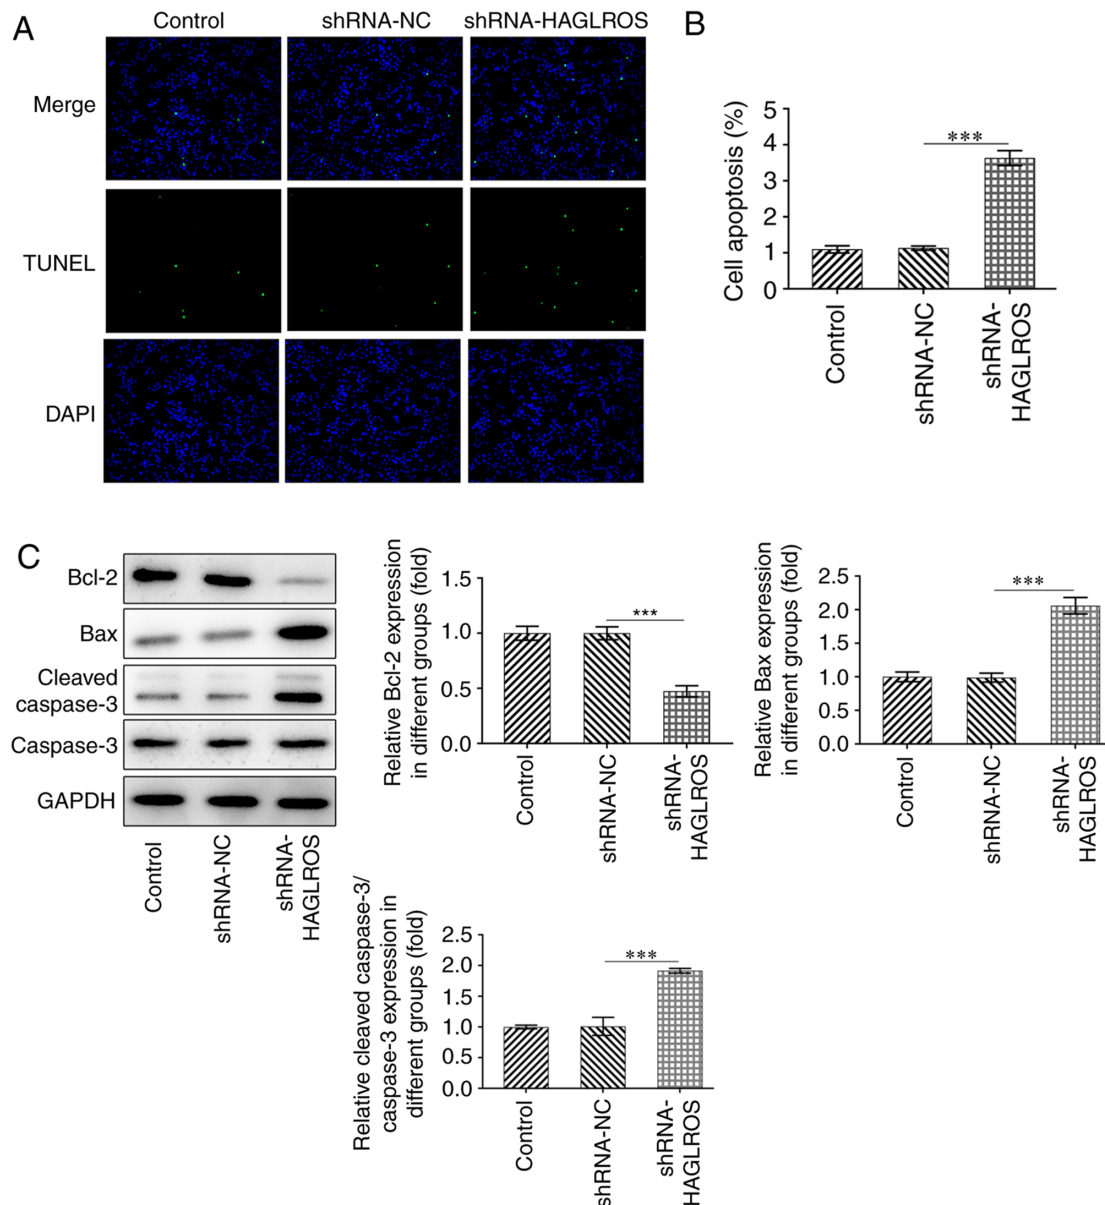 A
Control
shRNA-NC
shRNA-HAGLROS
Merge
TUNEL
DAPI
B
Cell apoptosis (%)
5
4
3
2
1
0
***
Control
shRNA-NC
shRNA-
HAGLROS
C
Bcl-2
Bax
Cleaved
caspase-3
Caspase-3
GAPDH
Control
shRNA-NC
shRNA-
HAGLROS
Relative Bcl-2 expression
in different groups (fold)
1.5
1.0
0.5
0.0
***
Control
shRNA-NC
shRNA-
HAGLROS
Relative Bax expression
in different groups (fold)
2.5
2.0
1.5
1.0
0.5
0.0
***
Control
shRNA-NC
shRNA-
HAGLROS
Relative cleaved caspase-3/
caspase-3 expression in
different groups (fold)
2.5
2.0
1.5
1.0
0.5
0.0
***
Control
shRNA-NC
shRNA-
HAGLROS